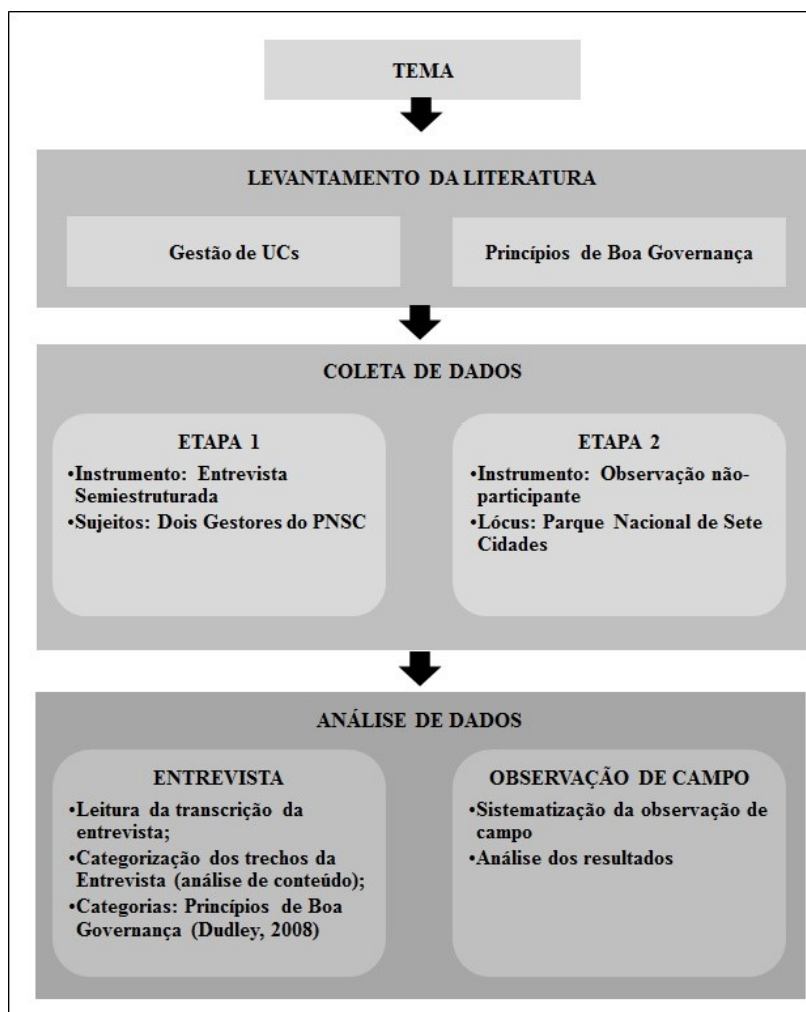 TEMA
LEVANTAMENTO DA LITERATURA
Gestão de UCs
Princípios de Boa Governança
COLETA DE DADOS
ETAPA 1
•Instrumento: Entrevista
Semiestruturada
•Sujeitos: Dois Gestores do PNSC
ETAPA 2
•Instrumento: Observação não-
participante
•Lócus: Parque Nacional de Sete
Cidades
ANÁLISE DE DADOS
ENTREVISTA
•Leitura da transcrição da
entrevista;
•Categorização dos trechos da
Entrevista (análise de conteúdo);
•Categorias: Princípios de Boa
Governança (Dudley, 2008)
OBSERVAÇÃO DE CAMPO
•Sistematização da observação de
campo
•Análise dos resultados